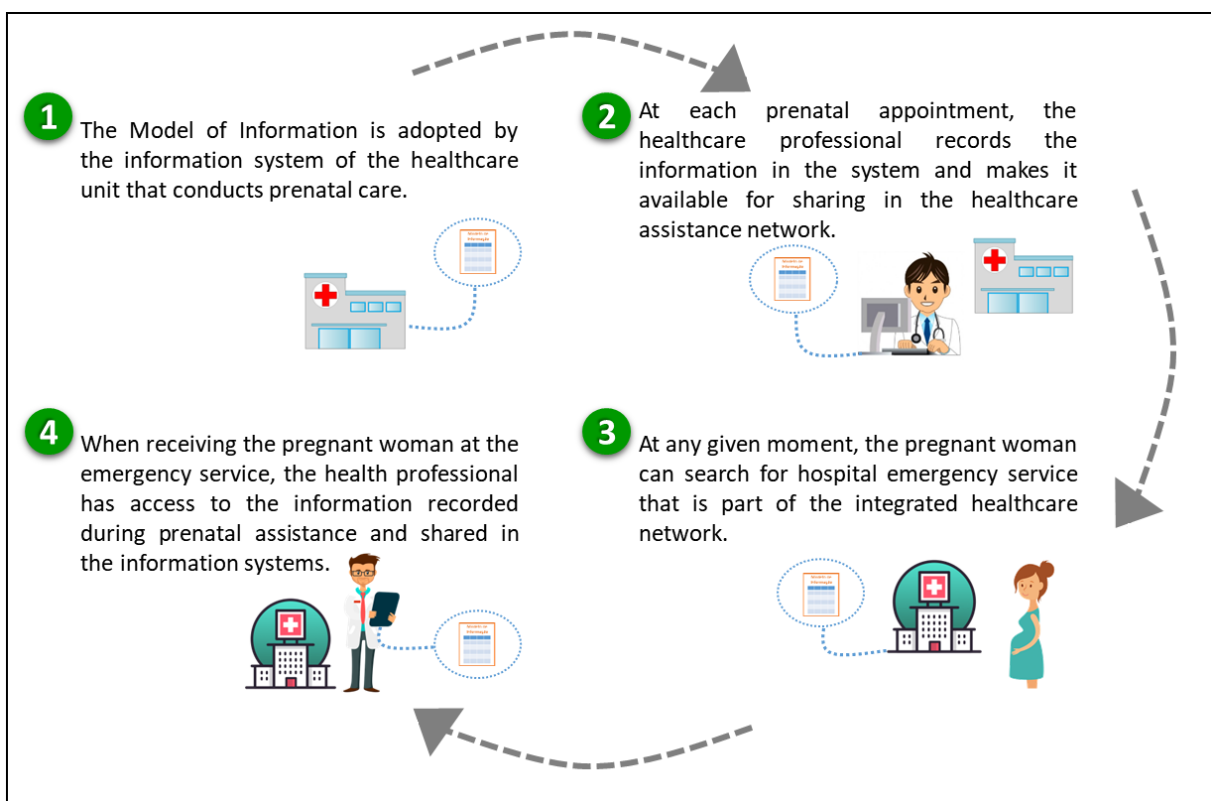 1
The Model of Information is adopted by
the information system of the healthcare
unit that conducts prenatal care.
2
At each prenatal appointment, the
healthcare professional records the
information in the system and makes it
available for sharing in the healthcare
assistance network.
3
At any given moment, the pregnant woman
can search for hospital emergency service
that is part of the integrated healthcare
network.
4
When receiving the pregnant woman at the
emergency service, the health professional
has access to the information recorded
during prenatal assistance and shared in
the information systems.